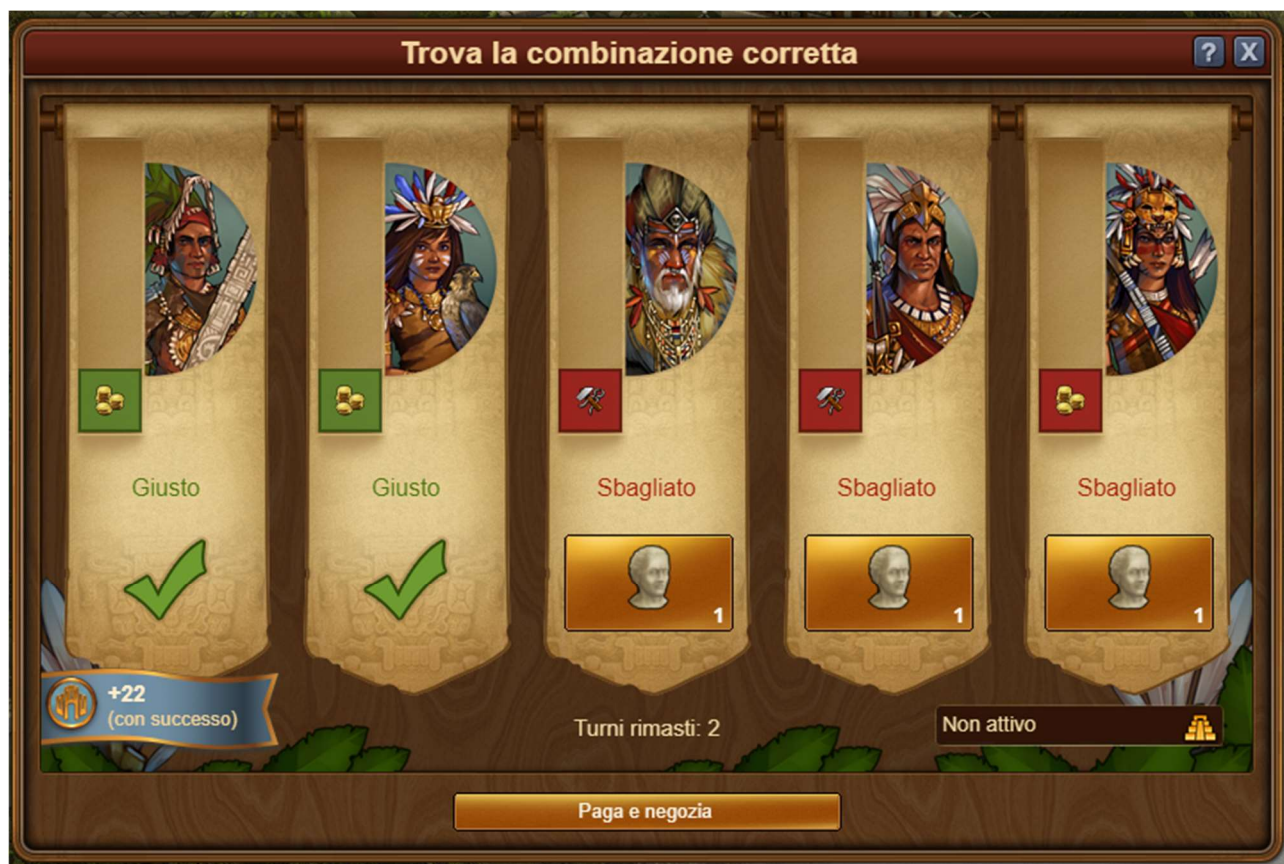 Trova la combinazione corretta
? X
Giusto
Giusto
Sbagliato
Sbagliato
Sbagliato
1
1
1
+22
(con successo)
Turni rimasti: 2
Non attivo
Paga e negozia